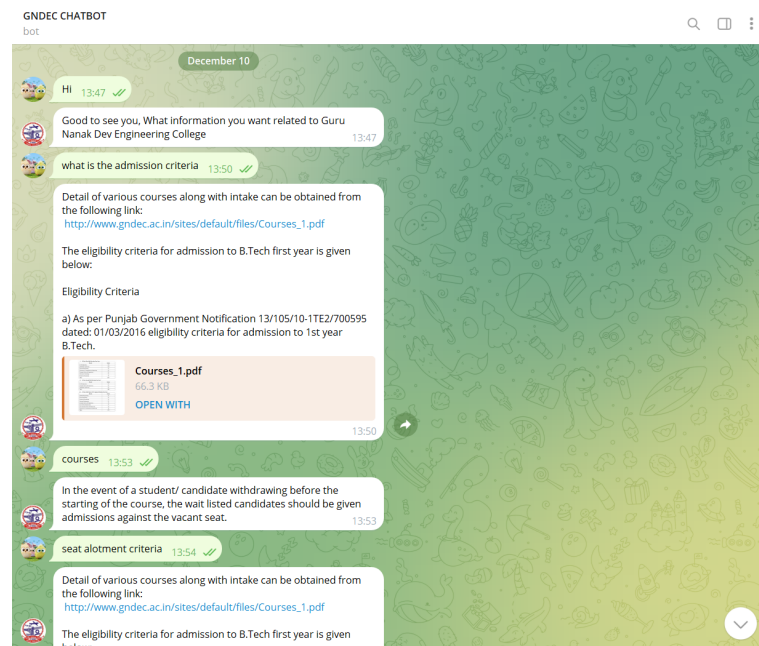 GNDEC CHATBOT
bot
December 10
Hi 13:47
Good to see you, What information you want related to Guru
Nanak Dev Engineering College
13:47
what is the admission criteria 13:50
Detail of various courses along with intake can be obtained from
the following link:
http://www.gndec.ac.in/sites/default/files/Courses_1.pdf
The eligibility criteria for admission to B.Tech first year is given
below:
Eligibility Criteria
a) As per Punjab Government Notification 13/105/10-1TE2/700595
dated: 01/03/2016 eligibility criteria for admission to 1st year
B.Tech.
Courses_1.pdf
66.3 KB
OPEN WITH
13:50
courses 13:53
In the event of a student/ candidate withdrawing before the
starting of the course, the wait listed candidates should be given
admissions against the vacant seat.
13:53
seat alotment criteria 13:54
Detail of various courses along with intake can be obtained from
the following link:
http://www.gndec.ac.in/sites/default/files/Courses_1.pdf
The eligibility criteria for admission to B.Tech first year is given